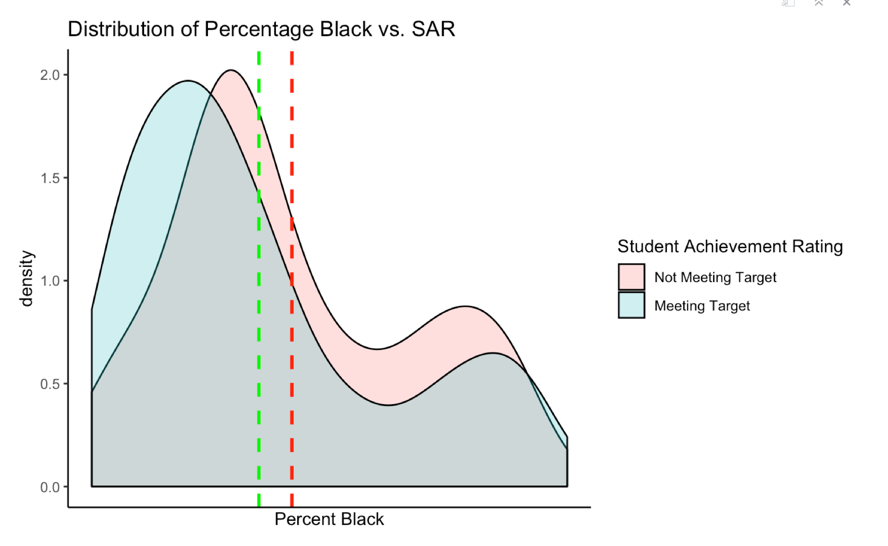 Distribution of Percentage Black vs. SAR
2.0
1.5
1.0
0.5
0.0
density
Percent Black
Student Achievement Rating
Not Meeting Target
Meeting Target